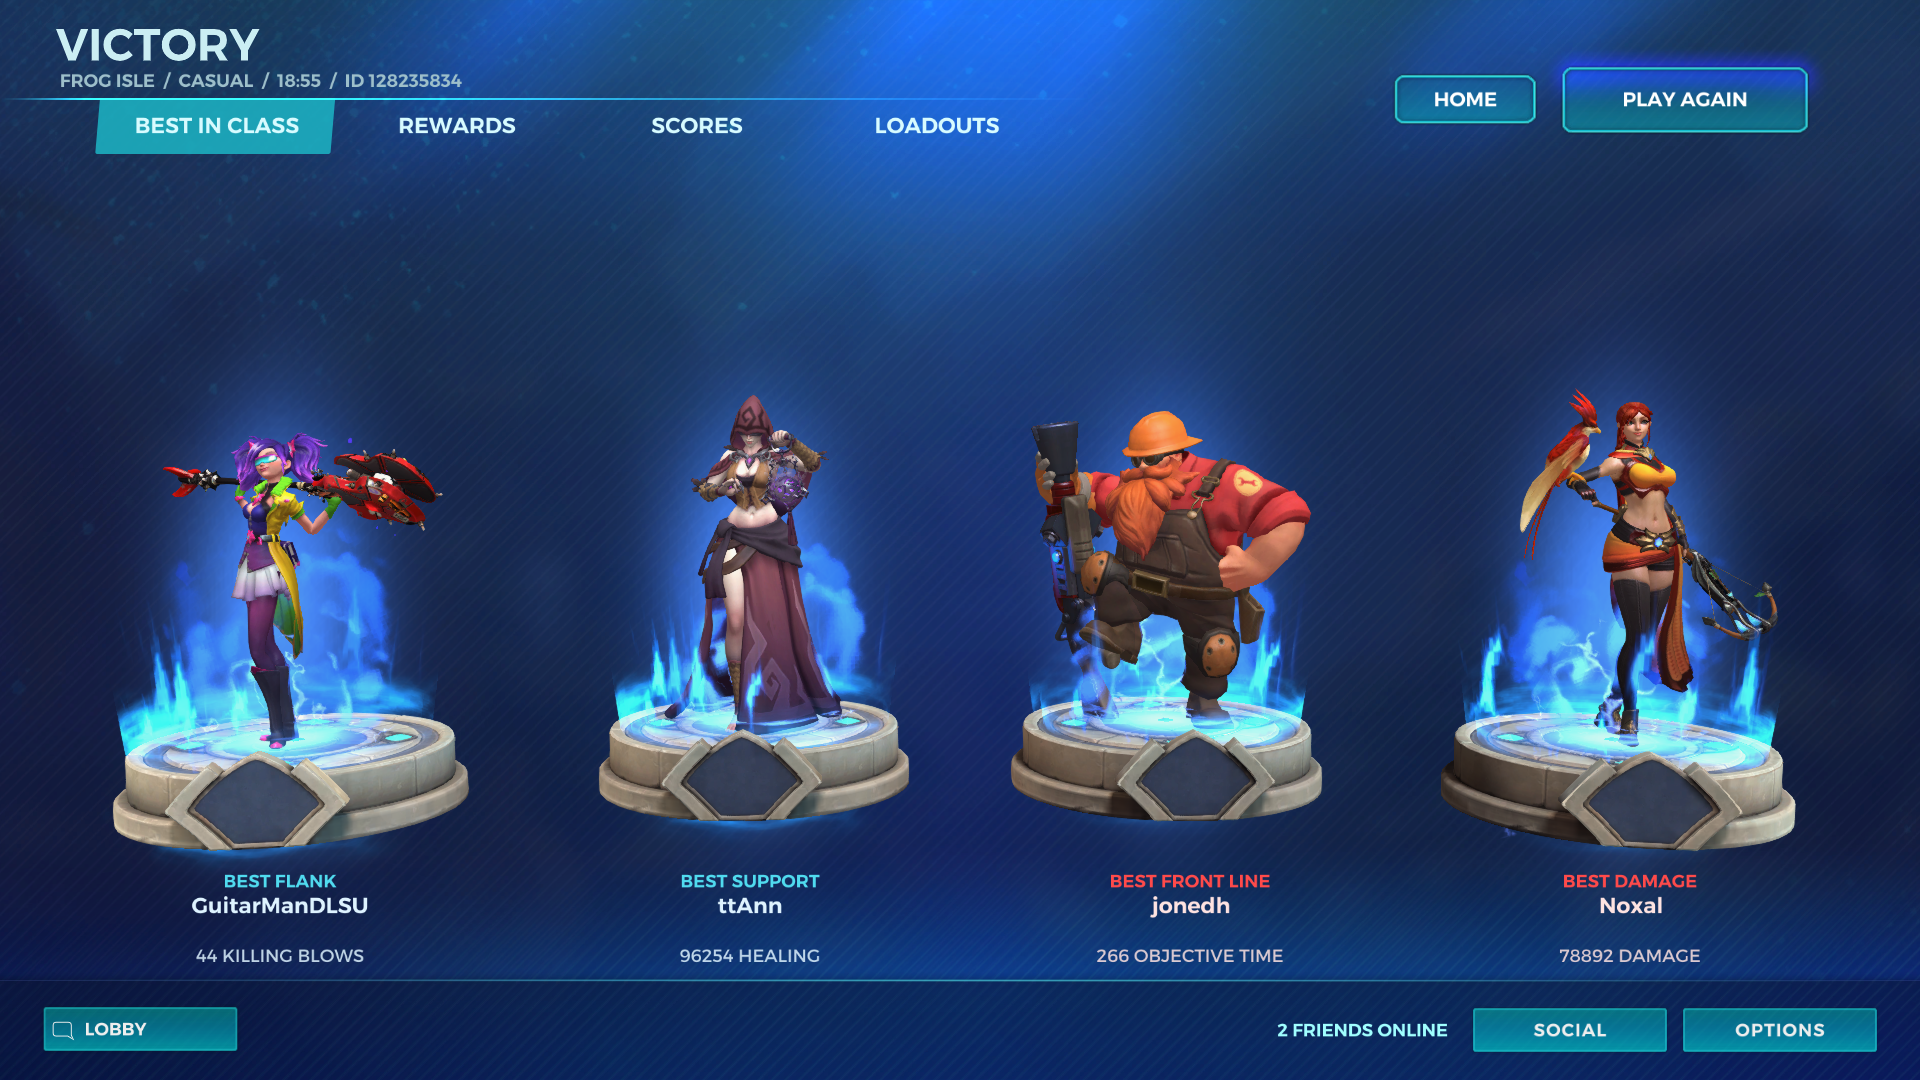 VICTORY
FROG ISLE / CASUAL / 18:55 / ID 128235834
HOME
PLAY AGAIN
BEST IN CLASS
REWARDS
SCORES
LOADOUTS
BEST FLANK
GuitarManDLSU
44 KILLING BLOWS
BEST SUPPORT
ttAnn
96254 HEALING
BEST FRONT LINE
jonedh
266 OBJECTIVE TIME
BEST DAMAGE
Noxal
78892 DAMAGE
LOBBY
2 FRIENDS ONLINE
SOCIAL
OPTIONS